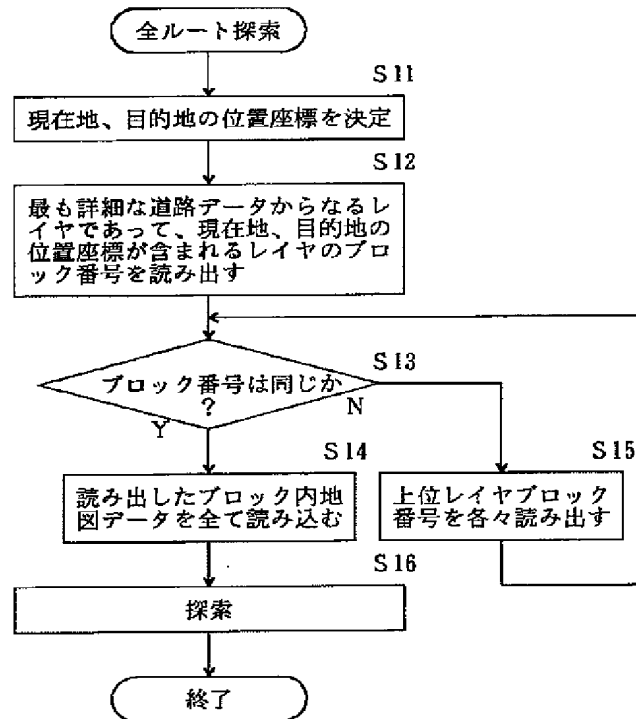 全ルート探索
S11
現在地、目的地の位置座標を決定
S12
最も詳細な道路データからなるレ
イヤであって、現在地、目的地の
位置座標が含まれるレイヤのブロ
ック番号を読み出す
S13
ブロック番号は同じか
?
N
Y
S14
読み出したブロック内地
図データを全て読み込む
S15
上位レイヤブロック
番号を各々読み出す
S16
探索
終了